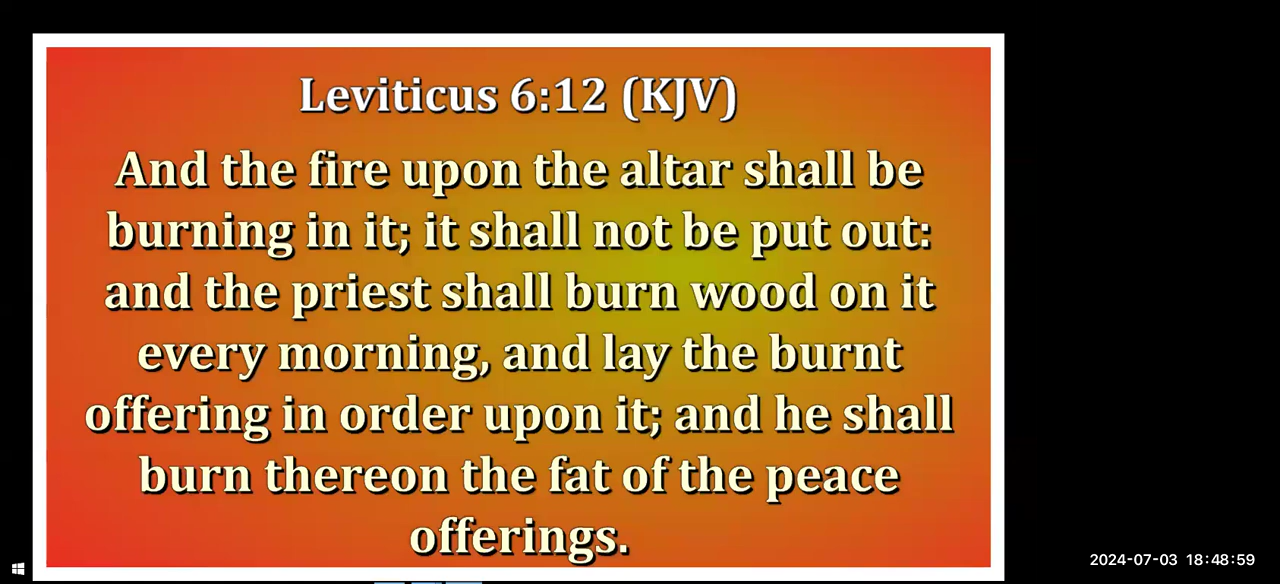 Leviticus 6:12 (KJV)
And the fire upon the altar shall be
burning in it; it shall not be put out:
and the priest shall burn wood on it
every morning, and lay the burnt
offering in order upon it; and he shall
burn thereon the fat of the peace
offerings.
2024-07-03 18:48:59